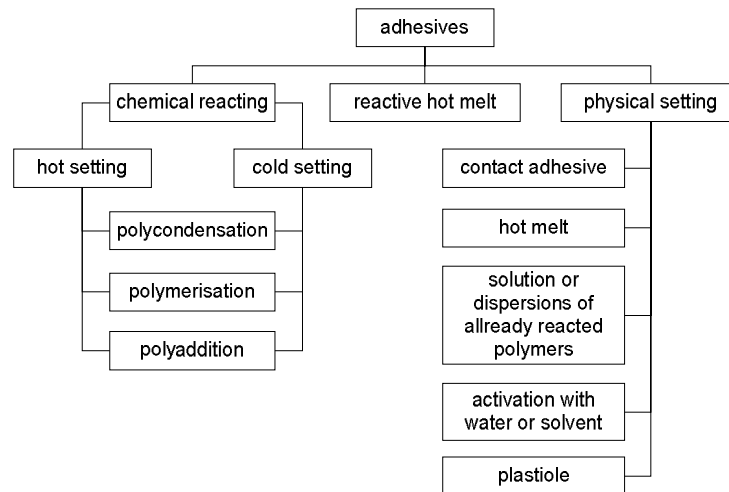 adhesives
chemical reacting
reactive hot melt
physical setting
hot setting
cold setting
contact adhesive
polycondensation
hot melt
polymerisation
solution or
dispersions of
allready reacted
polymers
polyaddition
activation with
water or solvent
plastiole